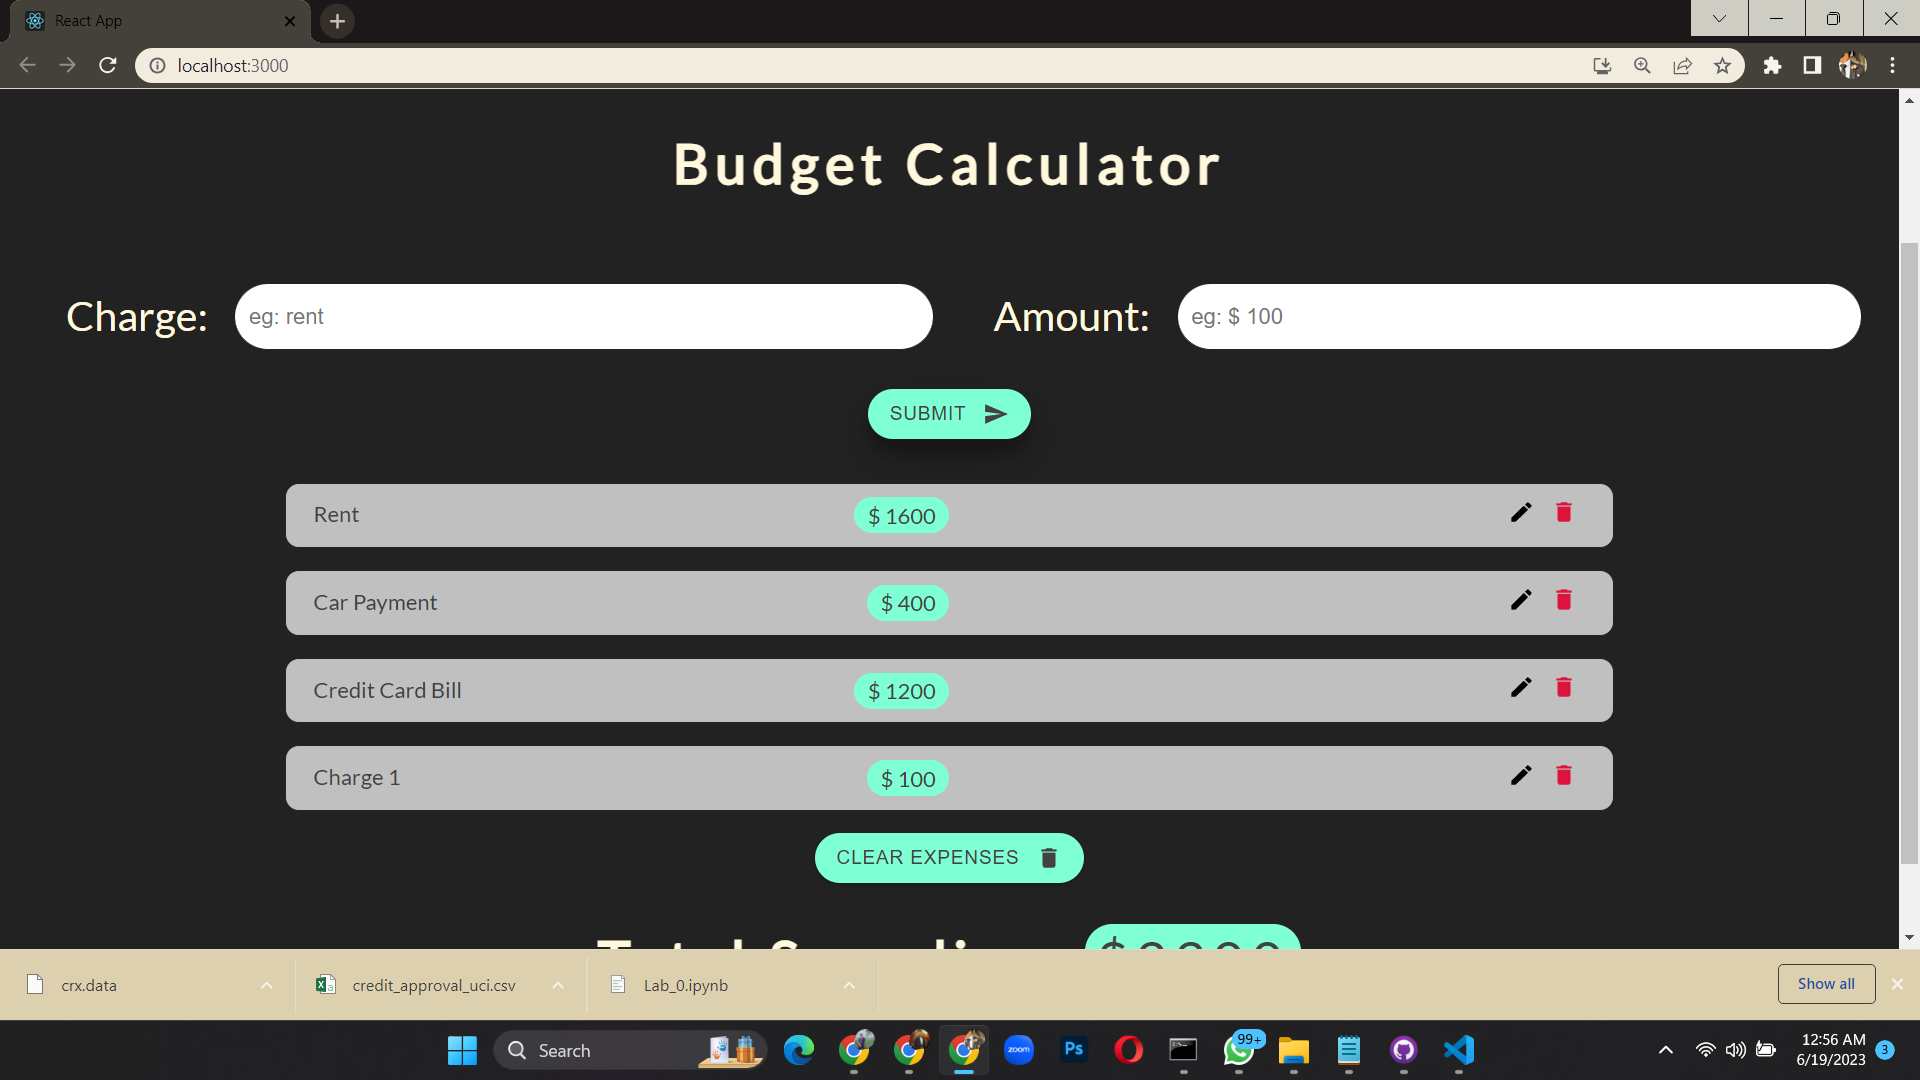 React App
localhost:3000
Budget Calculator
Charge: eg: rent Amount: eg: $ 100
SUBMIT
Rent $ 1600
Car Payment $ 400
Credit Card Bill $ 1200
Charge 1 $ 100
CLEAR EXPENSES
crx.data credit_approval_uci.csv Lab_0.ipynb Show all
Search zoom Ps 99+ 12:56 AM
6/19/2023 3